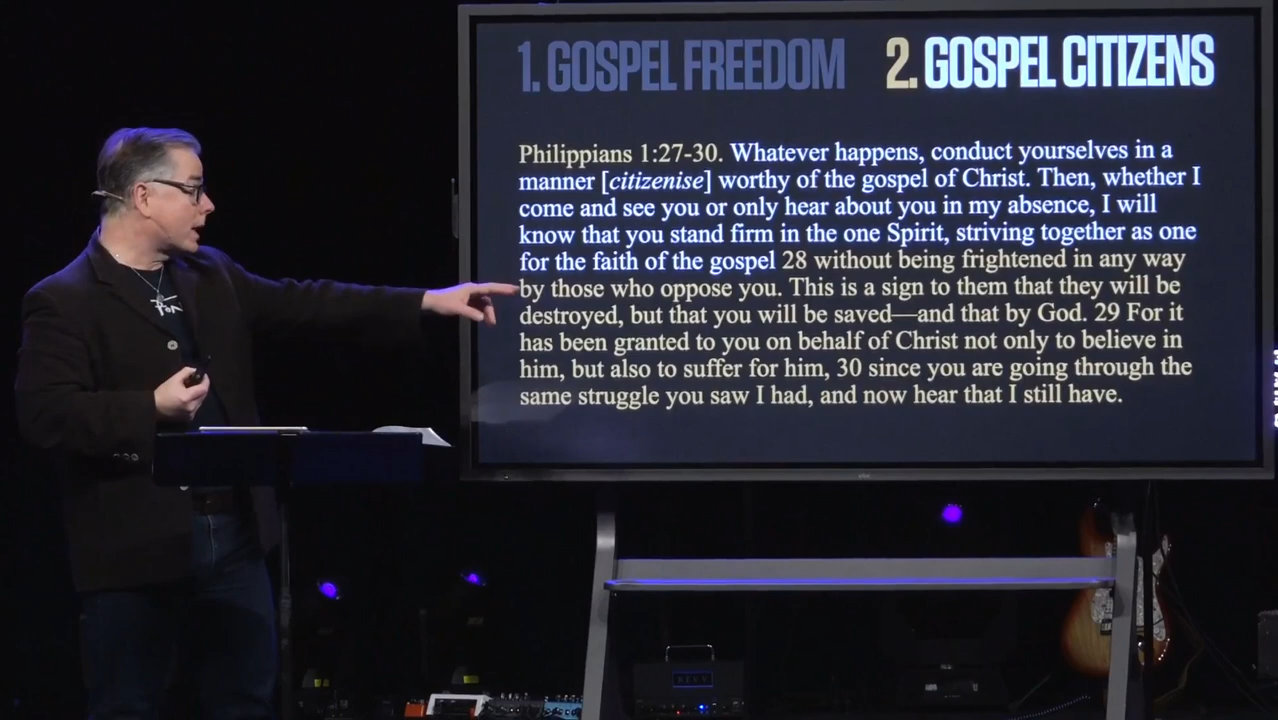 1. GOSPEL FREEDOM 2. GOSPEL CITIZENS
Philippians 1:27-30. Whatever happens, conduct yourselves in a
manner [citizenise] worthy of the gospel of Christ. Then, whether I
come and see you or only hear about you in my absence, I will
know that you stand firm in the one Spirit, striving together as one
for the faith of the gospel 28 without being frightened in any way
by those who oppose you. This is a sign to them that they will be
destroyed, but that you will be saved—and that by God. 29 For it
has been granted to you on behalf of Christ not only to believe in
him, but also to suffer for him, 30 since you are going through the
same struggle you saw I had, and now hear that I still have.
REVV